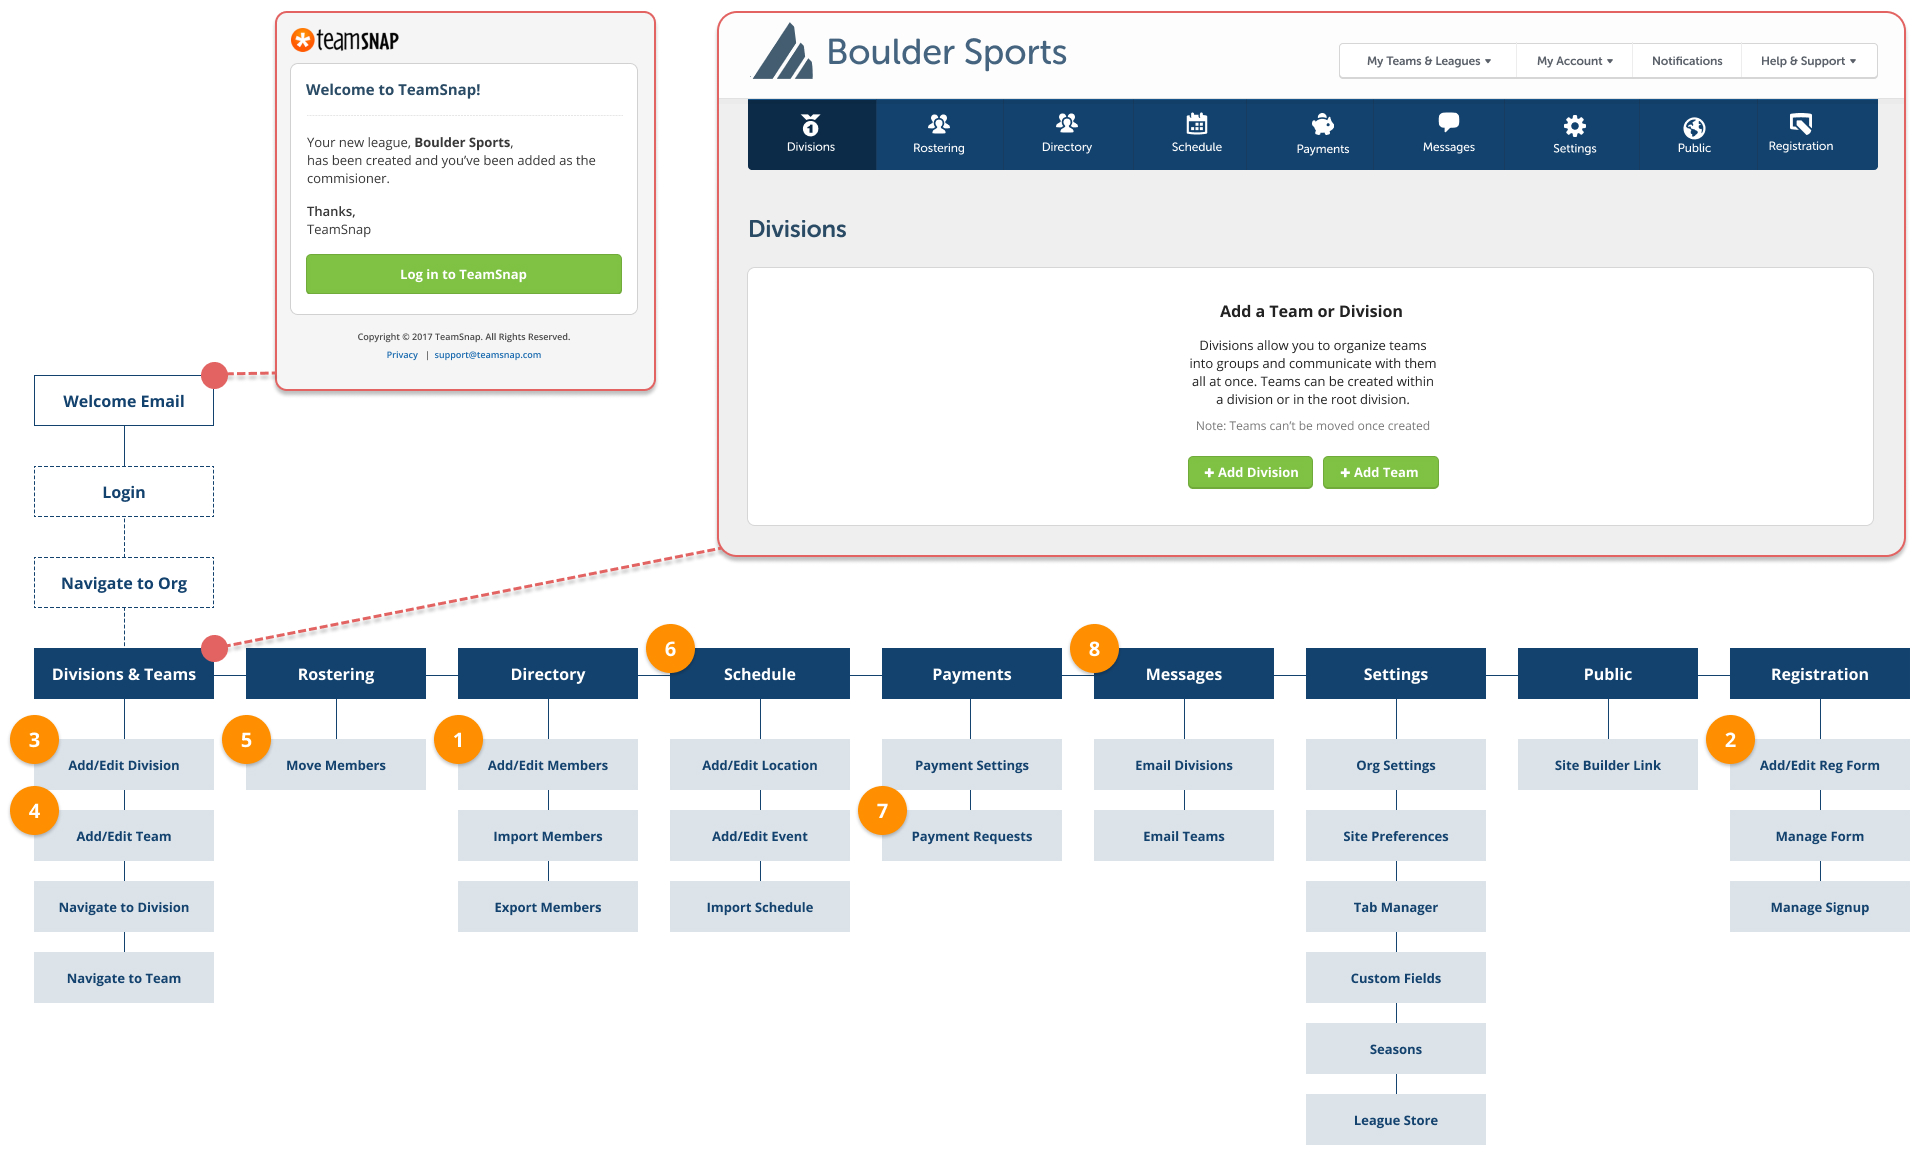 teamSNAP
Welcome to TeamSnap!
Your new league, Boulder Sports,
has been created and you've been added as the
commisioner.
Thanks,
TeamSnap
Log in to TeamSnap
Copyright © 2017 TeamSnap. All Rights Reserved.
Privacy | support@teamsnap.com
Boulder Sports
My Teams & Leagues ▾ My Account ▾ Notifications Help & Support ▾
1
Divisions Rostering Directory Schedule Payments Messages Settings Public Registration
Divisions
Add a Team or Division
Divisions allow you to organize teams
into groups and communicate with them
all at once. Teams can be created within
a division or in the root division.
Note: Teams can't be moved once created
+ Add Division + Add Team
Welcome Email
Login
Navigate to Org
6 8
Divisions & Teams Rostering Directory Schedule Payments Messages Settings Public Registration
3 5 1 2
Add/Edit Division Move Members Add/Edit Members Add/Edit Location Payment Settings Email Divisions Org Settings Site Builder Link Add/Edit Reg Form
4 7
Add/Edit Team Import Members Add/Edit Event Payment Requests Email Teams Site Preferences Manage Form
Navigate to Division Export Members Import Schedule Tab Manager Manage Signup
Navigate to Team Custom Fields
Seasons
League Store